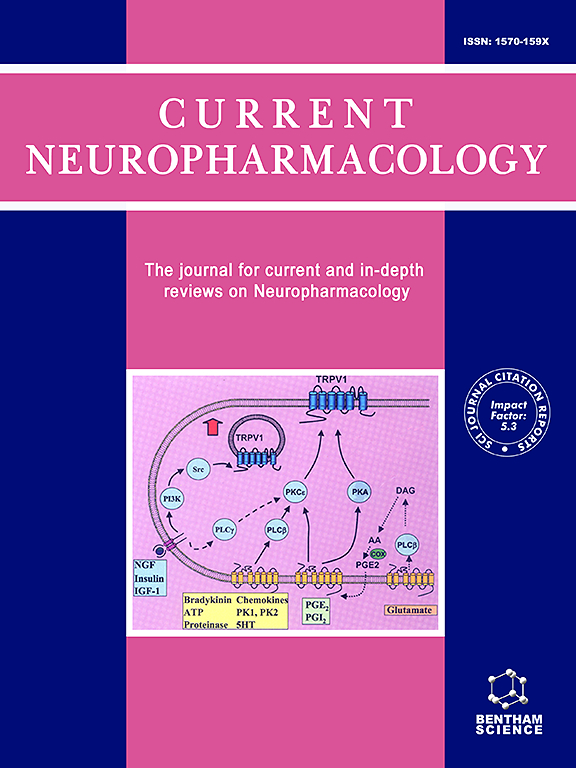 ISSN: 1570-159X
CURRENT
NEUROPHARMACOLOGY
The journal for current and in-depth
reviews on Neuropharmacology
SCI JOURNAL CITATION REPORTS
Impact
Factor:
5.3
TRPV1
TRPV1
Src
PI3K
PKCε
PKA
DAG
PLCγ
PLCβ
AA
COX
PLCβ
PGE2
NGF
Insulin
IGF-1
Bradykinin Chemokines
ATP PK1, PK2
Proteinase 5HT
PGE2
PGI2
Glutamate
BENTHAM
SCIENCE